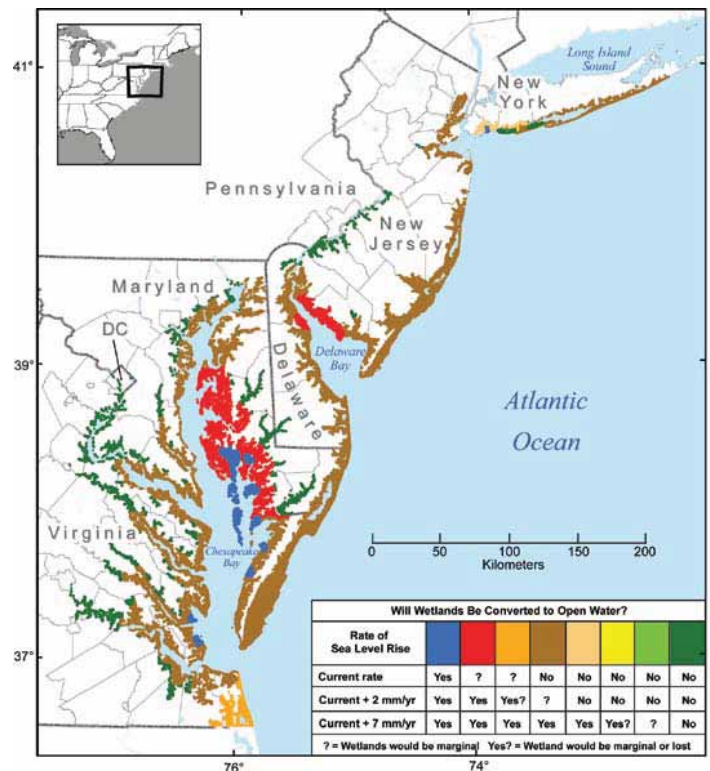 41°
Long Island
Sound
New
York
74°
Pennsylvania
New
Jersey
Maryland
DC
39°
Delaware
Bay
Delaware
Atlantic
Ocean
Virginia
Chesapeake
Bay
0 50 100 150 200
Kilometers
37°
76°
Will Wetlands Be Converted to Open Water?
Rate of
Sea Level Rise
Current rate Yes ? ? No No No No No
Current + 2 mm/yr Yes Yes Yes? ? No No No No
Current + 7 mm/yr Yes Yes Yes Yes Yes Yes? ? No
? = Wetlands would be marginal Yes? = Wetland would be marginal or lost